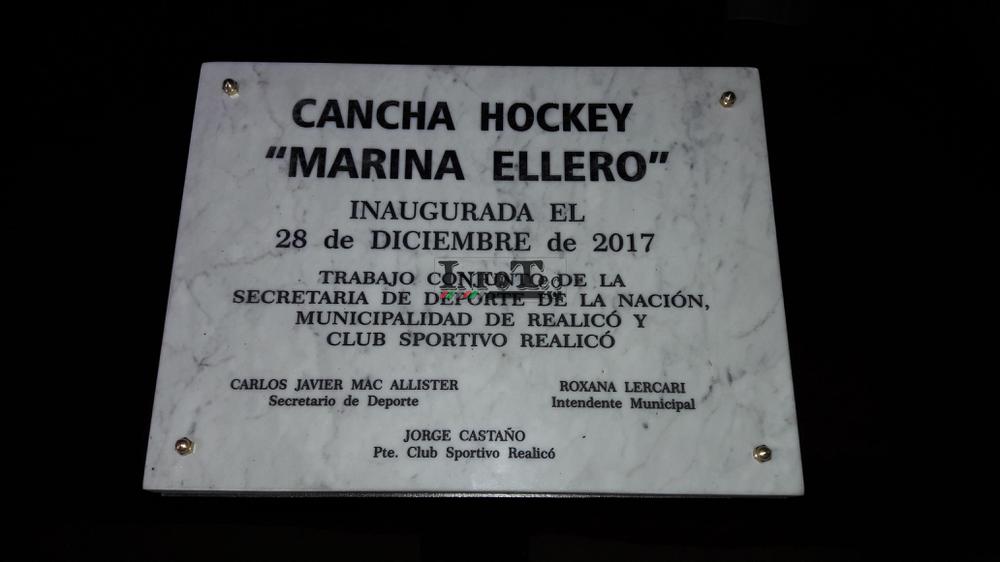 CANCHA HOCKEY
"MARINA ELLERO"
INAUGURADA EL
28 de DICIEMBRE de 2017
TRABAJO CONJUNTO DE LA
SECRETARIA DE DEPORTE DE LA NACIÓN,
MUNICIPALIDAD DE REALICÓ Y
CLUB SPORTIVO REALICÓ
CARLOS JAVIER MAC ALLISTER
Secretario de Deporte
ROXANA LERCARI
Intendente Municipal
JORGE CASTAÑO
Pte. Club Sportivo Realicó